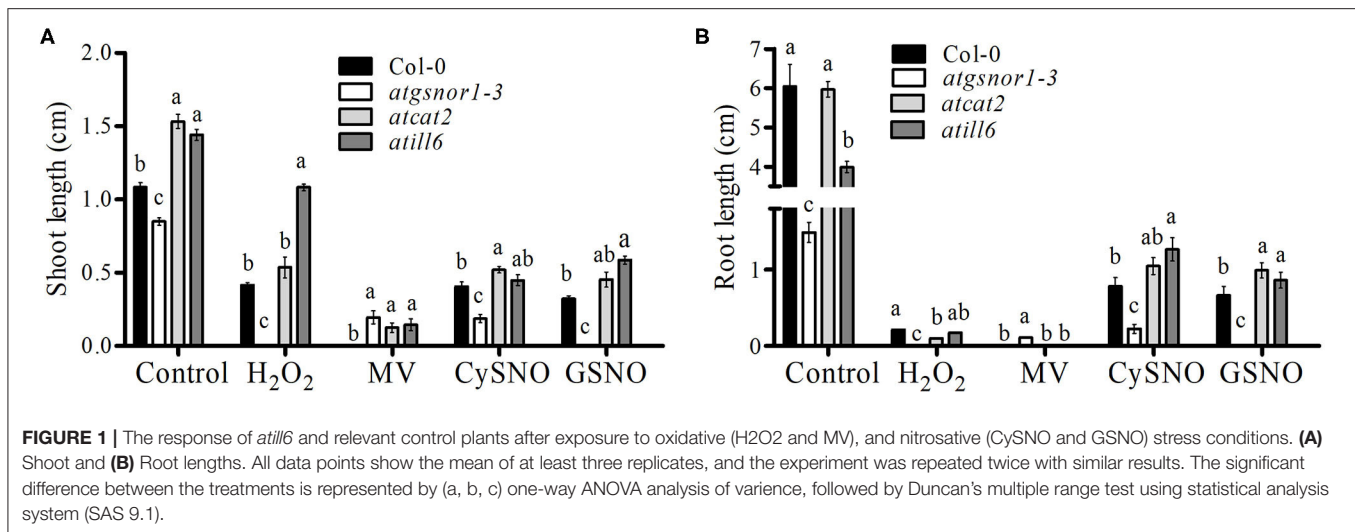 A
Shoot length (cm)
2.0
1.5
1.0
0.5
0.0
Col-0
atgsnor1-3
atcat2
atill6
b c a a
b c b a
b a a a
b c a ab
b c ab a
Control H2O2 MV CySNO GSNO
B
Root length (cm)
7
6
5
4
1
0
Col-0
atgsnor1-3
atcat2
atill6
a c a b
a c b ab
b a b b
b c ab a
b c a a
Control H2O2 MV CySNO GSNO
FIGURE 1 | The response of atill6 and relevant control plants after exposure to oxidative (H2O2 and MV), and nitrosative (CySNO and GSNO) stress conditions. (A)
Shoot and (B) Root lengths. All data points show the mean of at least three replicates, and the experiment was repeated twice with similar results. The significant
difference between the treatments is represented by (a, b, c) one-way ANOVA analysis of varience, followed by Duncan's multiple range test using statistical analysis
system (SAS 9.1).